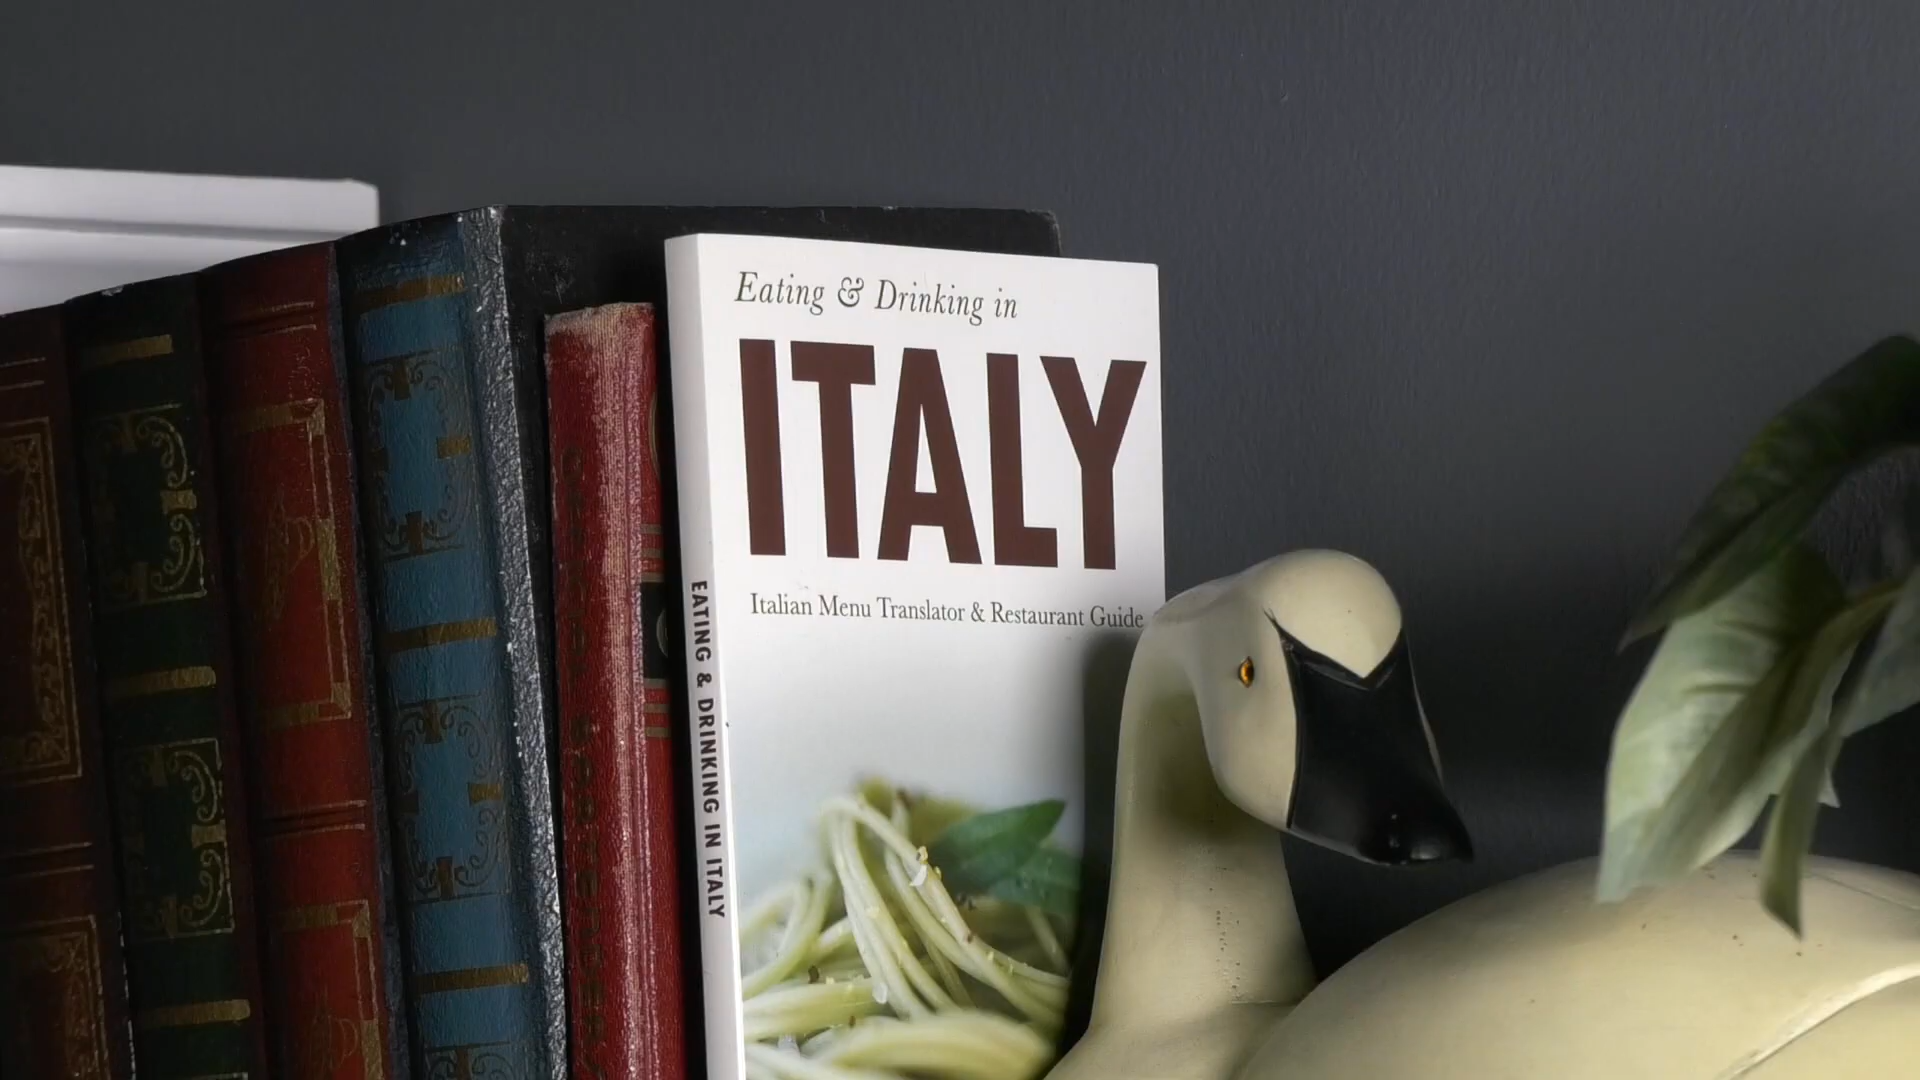 Eating & Drinking in
ITALY
Italian Menu Translator & Restaurant Guide
EATING & DRINKING IN ITALY